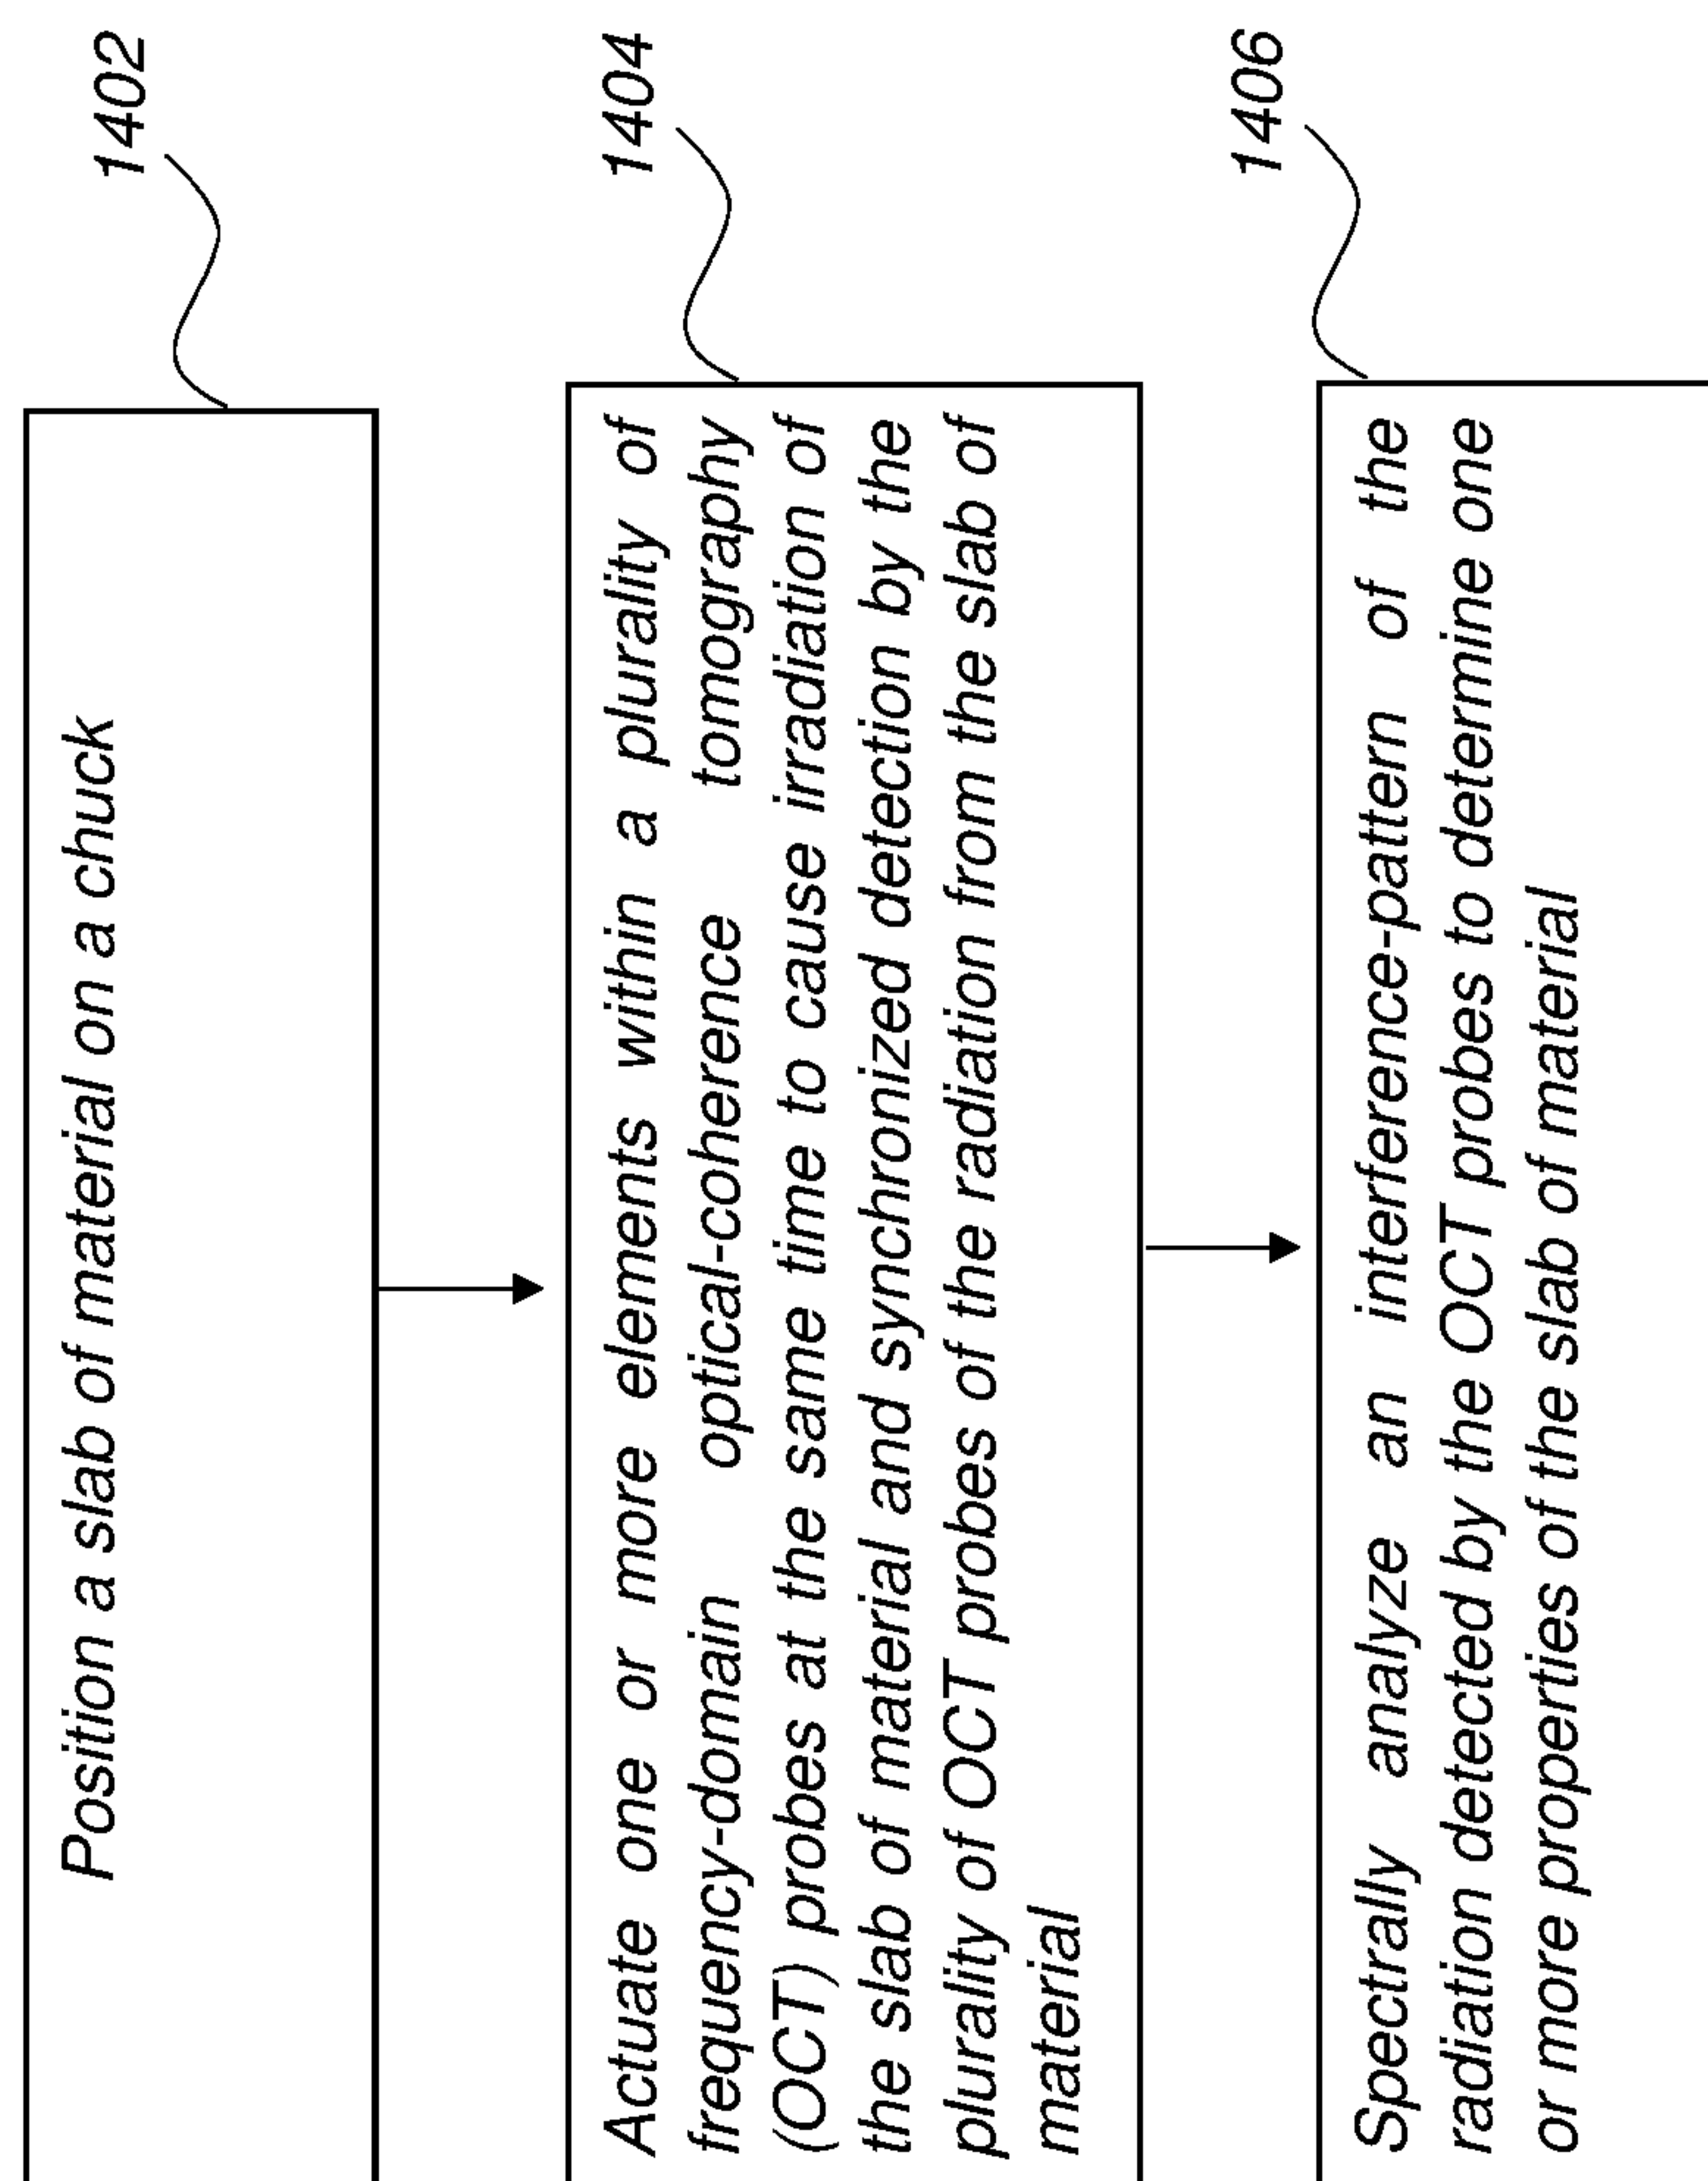 1402
Position a slab of material on a chuck
1404
Actuate one or more elements within a plurality of
frequency-domain optical-coherence tomography
(OCT) probes at the same time to cause irradiation of
the slab of material and synchronized detection by the
plurality of OCT probes of the radiation from the slab of
material
1406
Spectrally analyze an interference-pattern of the
radiation detected by the OCT probes to determine one
or more properties of the slab of material